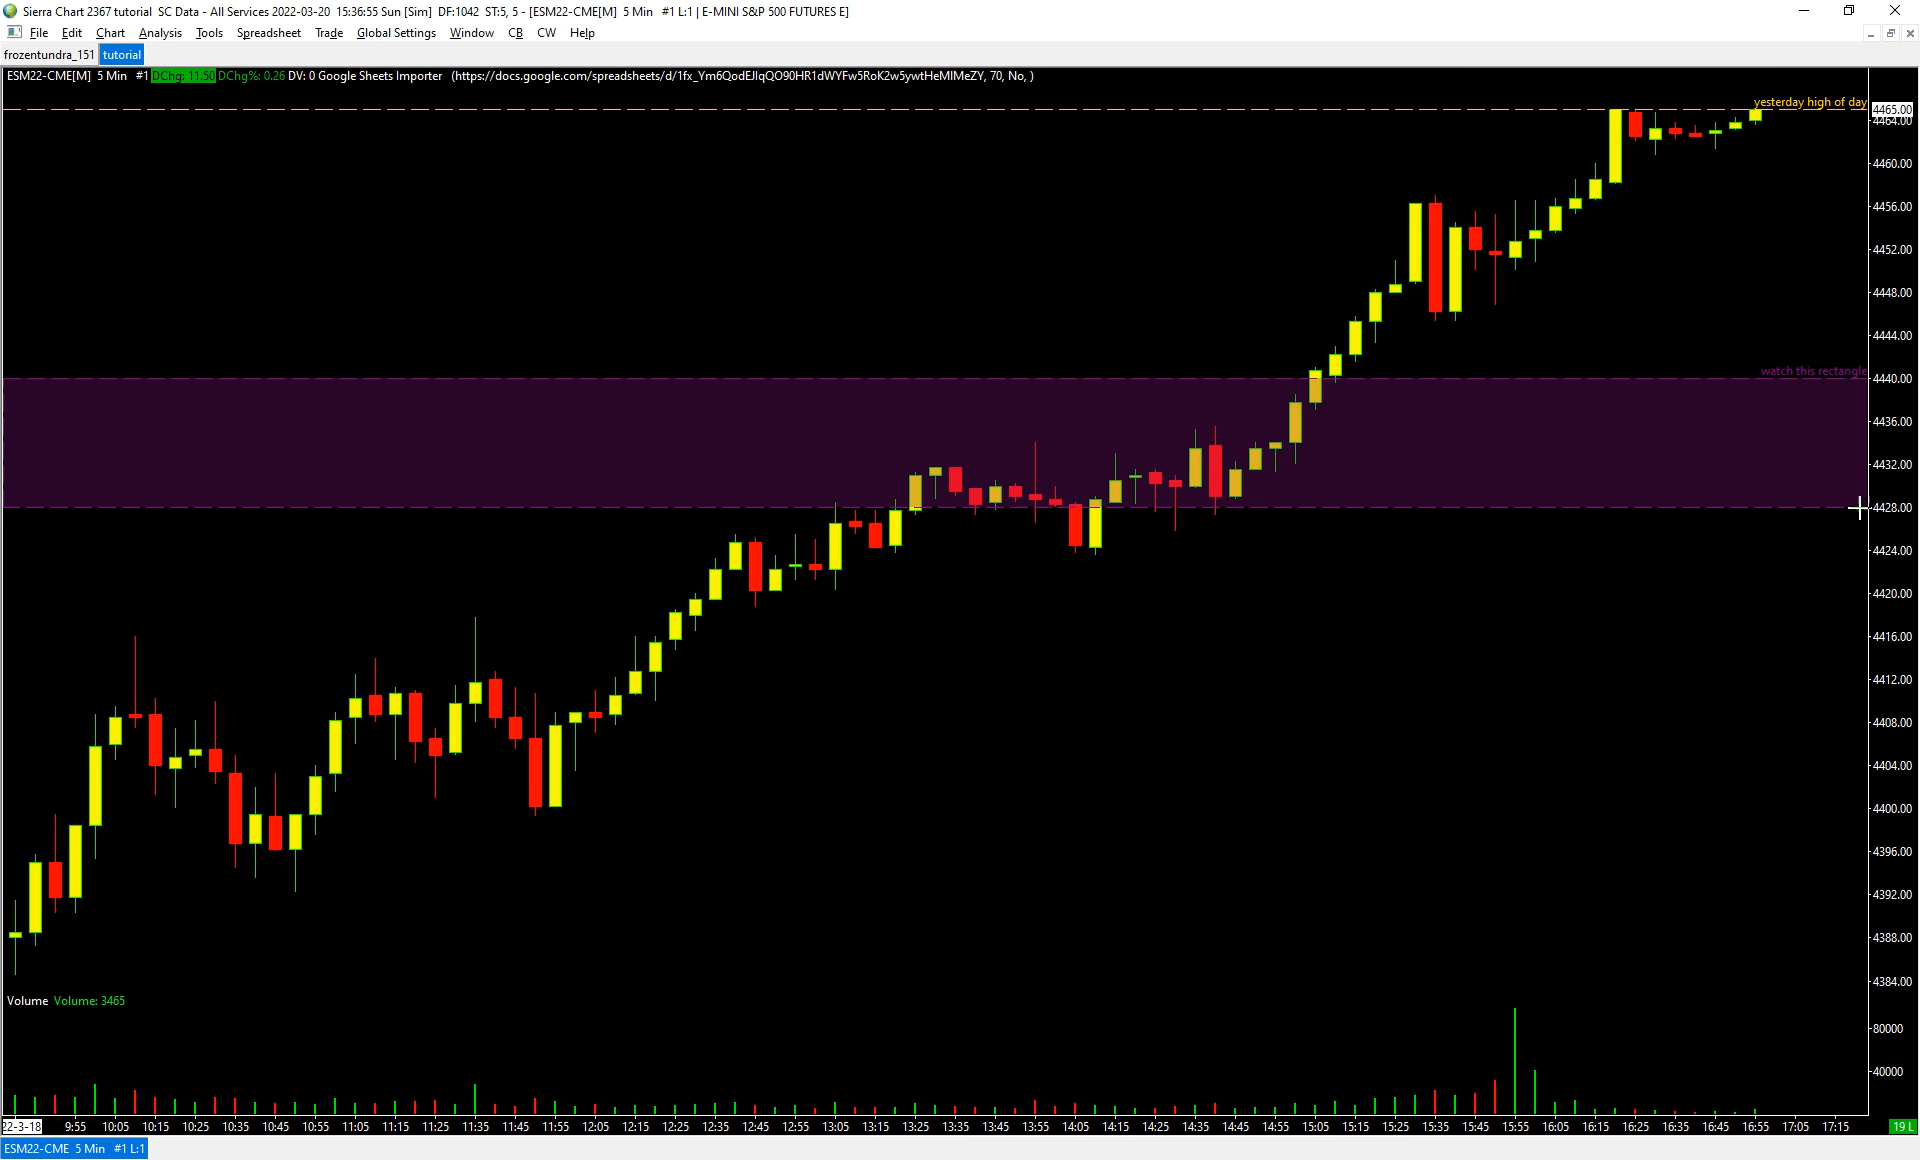 Sierra Chart 2367 tutorial  SC Data - All Services 2022-03-20  15:36:55 Sun [Sim]  DF:1042  ST:5, 5 - [ESM22-CME[M]  5 Min   #1 L:1 | E-MINI S&P 500 FUTURES E]
File Edit Chart Analysis Tools Spreadsheet Trade Global Settings Window CB CW Help
frozentundra_151 tutorial
ESM22-CME[M]  5 Min   #1 DChg: 11.50 DChg%: 0.26 DV: 0 Google Sheets Importer   (https://docs.google.com/spreadsheets/d/1fx_Ym6QodEJlqQO90HR1dWYFw5RoK2w5ywtHeMIMeZY, 70, No, )
yesterday high of day
4465.00
4464.00
4460.00
4456.00
4452.00
4448.00
4444.00
watch this rectangle
4440.00
4436.00
4432.00
4428.00
4424.00
4420.00
4416.00
4412.00
4408.00
4404.00
4400.00
4396.00
4392.00
4388.00
4384.00
Volume  Volume: 3465
80000
40000
22-3-18 9:55 10:05 10:15 10:25 10:35 10:45 10:55 11:05 11:15 11:25 11:35 11:45 11:55 12:05 12:15 12:25 12:35 12:45 12:55 13:05 13:15 13:25 13:35 13:45 13:55 14:05 14:15 14:25 14:35 14:45 14:55 15:05 15:15 15:25 15:35 15:45 15:55 16:05 16:15 16:25 16:35 16:45 16:55 17:05 17:15 19 L
ESM22-CME  5 Min   #1 L:1